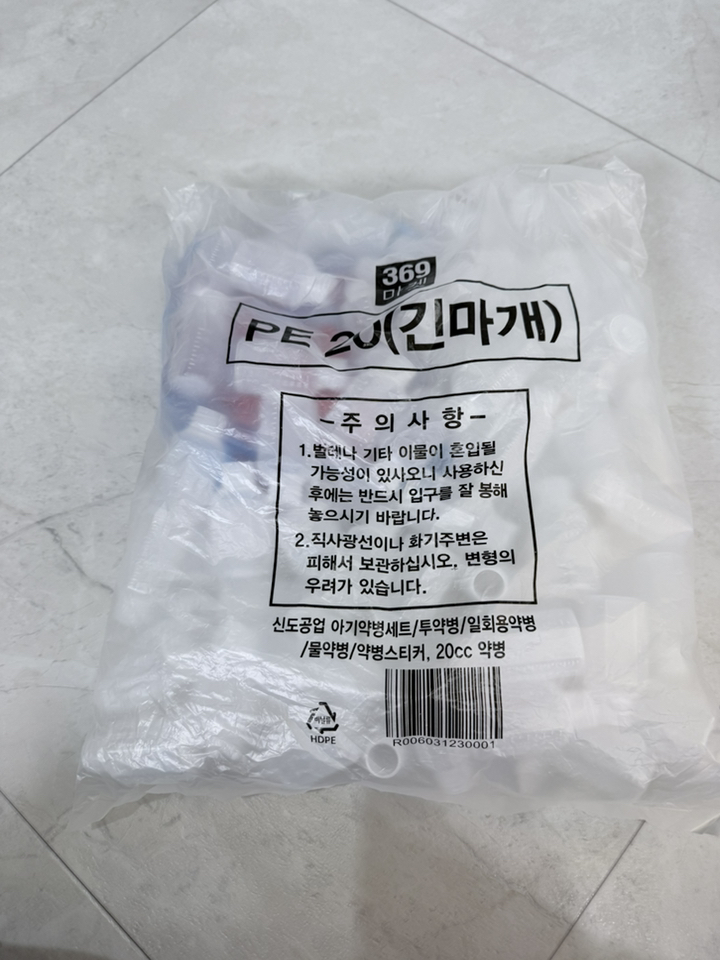 369
마켓
PE 20(긴마개)
-주의사항-
1.벌레나 기타 이물이 혼입될
가능성이 있사오니 사용하신
후에는 반드시 입구를 잘 봉해
놓으시기 바랍니다.
2.직사광선이나 화기주변은
피해서 보관하십시오. 변형의
우려가 있습니다.
신도공업 아기약병세트/투약병/일회용약병
/물약병/약병스티커, 20cc 약병
비닐류
HDPE
R006031230001